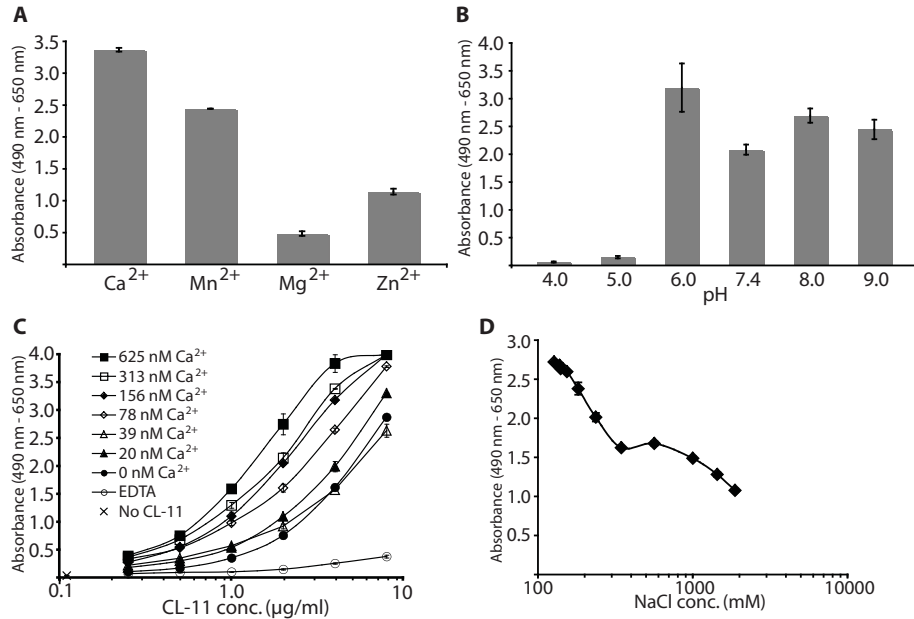 A
Absorbance (490 nm - 650 nm)
3.5
3.0
2.5
2.0
1.5
1.0
0.5
Ca²⁺ Mn²⁺ Mg²⁺ Zn²⁺
B
Absorbance (490 nm - 650 nm)
4.0
3.5
3.0
2.5
2.0
1.5
1.0
0.5
4.0 5.0 6.0 7.4 8.0 9.0
pH
C
Absorbance (490 nm - 650 nm)
4.0
3.5
3.0
2.5
2.0
1.5
1.0
0.5
625 nM Ca²⁺
313 nM Ca²⁺
156 nM Ca²⁺
78 nM Ca²⁺
39 nM Ca²⁺
20 nM Ca²⁺
0 nM Ca²⁺
EDTA
No CL-11
0.1 1.0 10
CL-11 conc. (µg/ml)
D
Absorbance (490 nm - 650 nm)
3.0
2.5
2.0
1.5
1.0
0.5
100 1000 10000
NaCl conc. (mM)